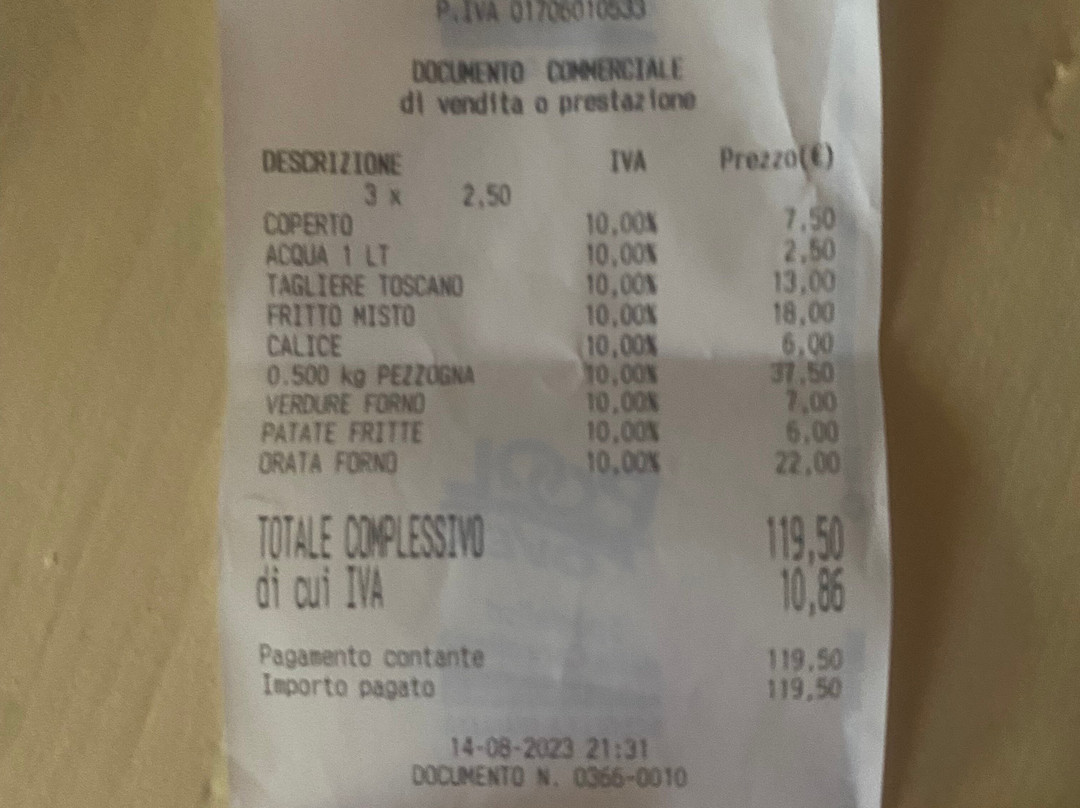 P.IVA 01706010533
DOCUMENTO COMMERCIALE
di vendita o prestazione
DESCRIZIONE IVA Prezzo(€)
3 x 2,50
COPERTO 10,00% 7,50
ACQUA 1 LT 10,00% 2,50
TAGLIERE TOSCANO 10,00% 13,00
FRITTO MISTO 10,00% 18,00
CALICE 10,00% 6,00
0.500 kg PEZZOGNA 10,00% 37,50
VERDURE FORNO 10,00% 7,00
PATATE FRITTE 10,00% 6,00
ORATA FORNO 10,00% 22,00
TOTALE COMPLESSIVO 119,50
di cui IVA 10,86
Pagamento contante 119,50
Importo pagato 119,50
14-08-2023 21:31
DOCUMENTO N. 0366-0010